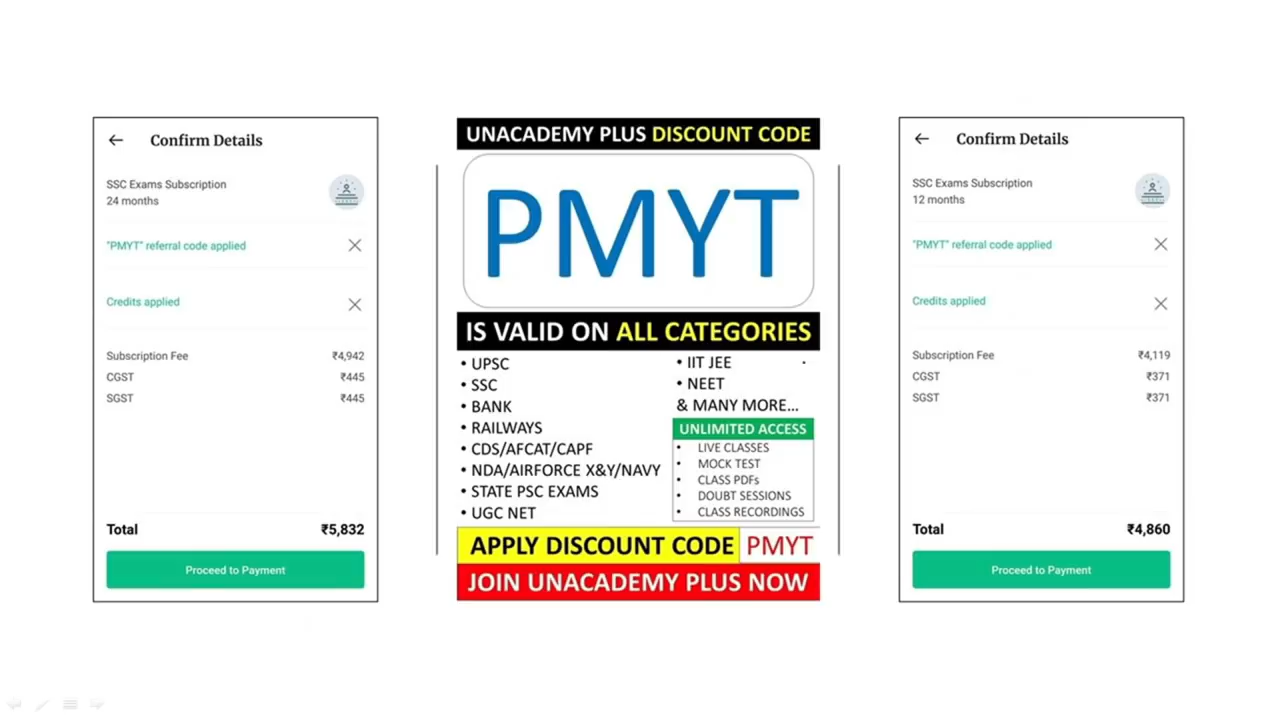 Confirm Details
SSC Exams Subscription
24 months
"PMYT" referral code applied
Credits applied
Subscription Fee ₹4,942
CGST ₹445
SGST ₹445
Total ₹5,832
Proceed to Payment
UNACADEMY PLUS DISCOUNT CODE
PMYT
IS VALID ON ALL CATEGORIES
• UPSC
• SSC
• BANK
• RAILWAYS
• CDS/AFCAT/CAPF
• NDA/AIRFORCE X&Y/NAVY
• STATE PSC EXAMS
• UGC NET
• IIT JEE
• NEET
& MANY MORE...
UNLIMITED ACCESS
• LIVE CLASSES
• MOCK TEST
• CLASS PDFs
• DOUBT SESSIONS
• CLASS RECORDINGS
APPLY DISCOUNT CODE PMYT
JOIN UNACADEMY PLUS NOW
Confirm Details
SSC Exams Subscription
12 months
"PMYT" referral code applied
Credits applied
Subscription Fee ₹4,119
CGST ₹371
SGST ₹371
Total ₹4,860
Proceed to Payment